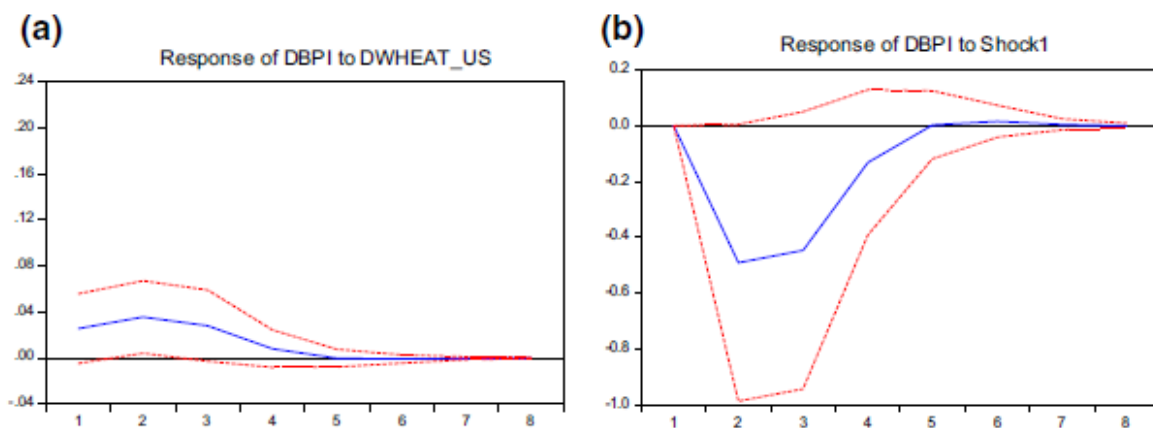 (a)
Response of DBPI to DWHEAT_US
.24
.20
.16
.12
.08
.04
.00
-.04
1 2 3 4 5 6 7 8
(b)
Response of DBPI to Shock1
0.2
0.0
-0.2
-0.4
-0.6
-0.8
-1.0
1 2 3 4 5 6 7 8